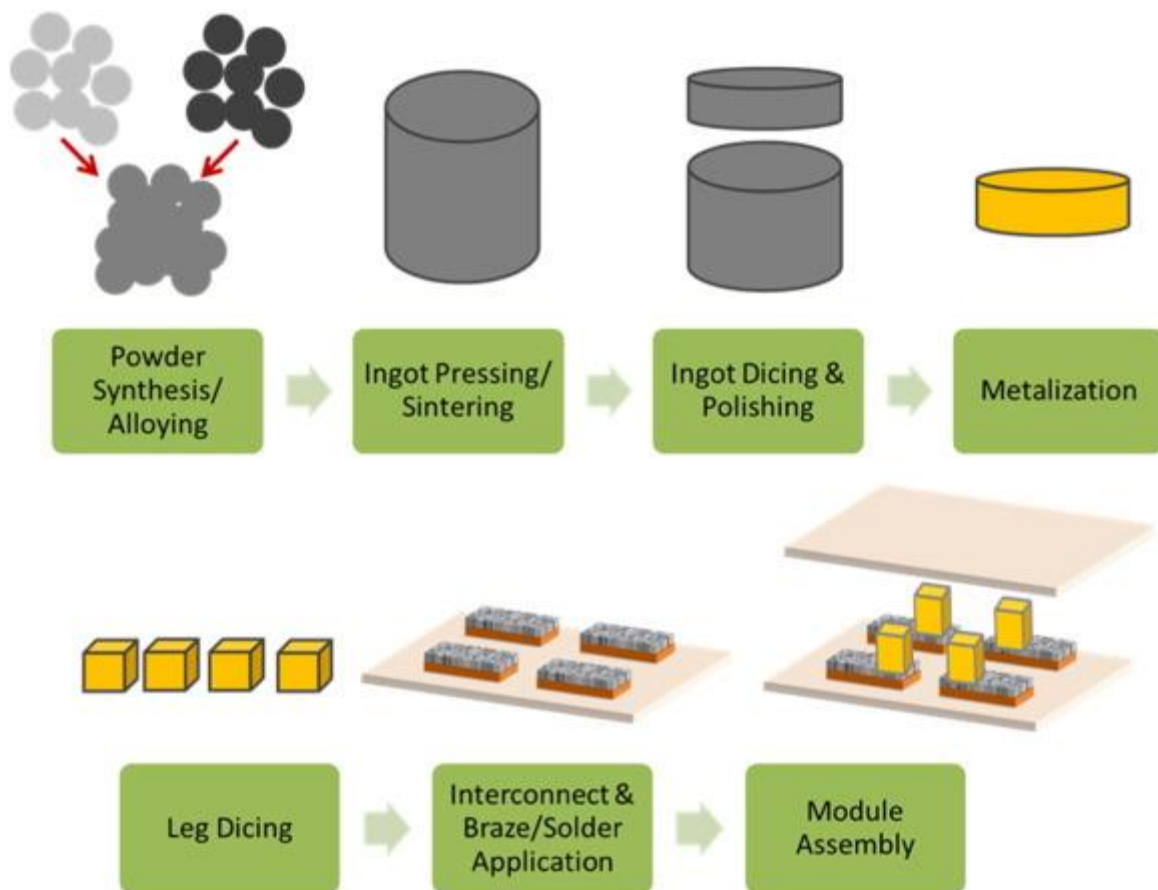 Powder
Synthesis/
Alloying
Ingot Pressing/
Sintering
Ingot Dicing &
Polishing
Metalization
Leg Dicing
Interconnect &
Braze/Solder
Application
Module
Assembly